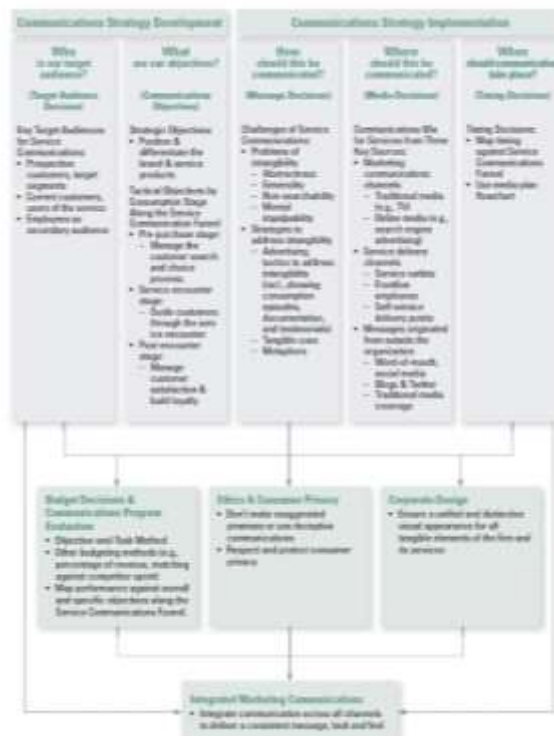 Communications Strategy Development
Communications Strategy Implementation
Who
is our target
audience?
(Target Audience
Decisions)
Key Target Audiences
for Service
Communications:
• Prospective
customers, target
segments
• Current customers,
users of the service
• Employees as
secondary audience
What
are our objectives?
(Communications
Objectives)
Strategic Objectives:
• Position &
differentiate the
brand & service
products
Tactical Objectives by
Consumption Stage
Along the Service
Communication Funnel:
• Pre-purchase stage:
– Manage the
customer search
and choice
process
• Service encounter
stage:
– Guide customers
through the serv-
ice encounter
• Post-encounter
stage:
– Manage
customer
satisfaction &
build loyalty
How
should this be
communicated?
(Message Decisions)
Challenges of Service
Communications:
• Problems of
intangibility
– Abstractness
– Generality
– Non-searchability
– Mental
impalpability
• Strategies to
address intangibility
– Advertising
tactics to address
intangibility
(incl., showing
consumption
episodes,
documentation,
and testimonials)
– Tangible cues
– Metaphors
Where
should this be
communicated?
(Media Decisions)
Communications Mix
for Services from Three
Key Sources:
• Marketing
communications
channels
– Traditional media
(e.g., TV)
– Online media (e.g.,
search engine
advertising)
• Service delivery
channels
– Service outlets
– Frontline
employees
– Self-service
delivery points
• Messages originated
from outside the
organization
– Word-of-mouth,
social media
– Blogs & Twitter
– Traditional media
coverage
When
should communication
take place?
(Timing Decisions)
Timing Decisions:
• Map timing
against Service
Communications
Funnel
• Use media plan
flowchart
Budget Decisions &
Communications Program
Evaluation
• Objective and Task Method
• Other budgeting methods (e.g.,
percentage of revenue, matching
against competitor spend)
• Map performance against overall
and specific objectives along the
Service Communications Funnel
Ethics & Consumer Privacy
• Don't make exaggerated
promises or use deceptive
communications
• Respect and protect consumer
privacy
Corporate Design
• Ensure a unified and distinctive
visual appearance for all
tangible elements of the firm and
its services
Integrated Marketing Communications
• Integrate communication across all channels
to deliver a consistent message, look and feel